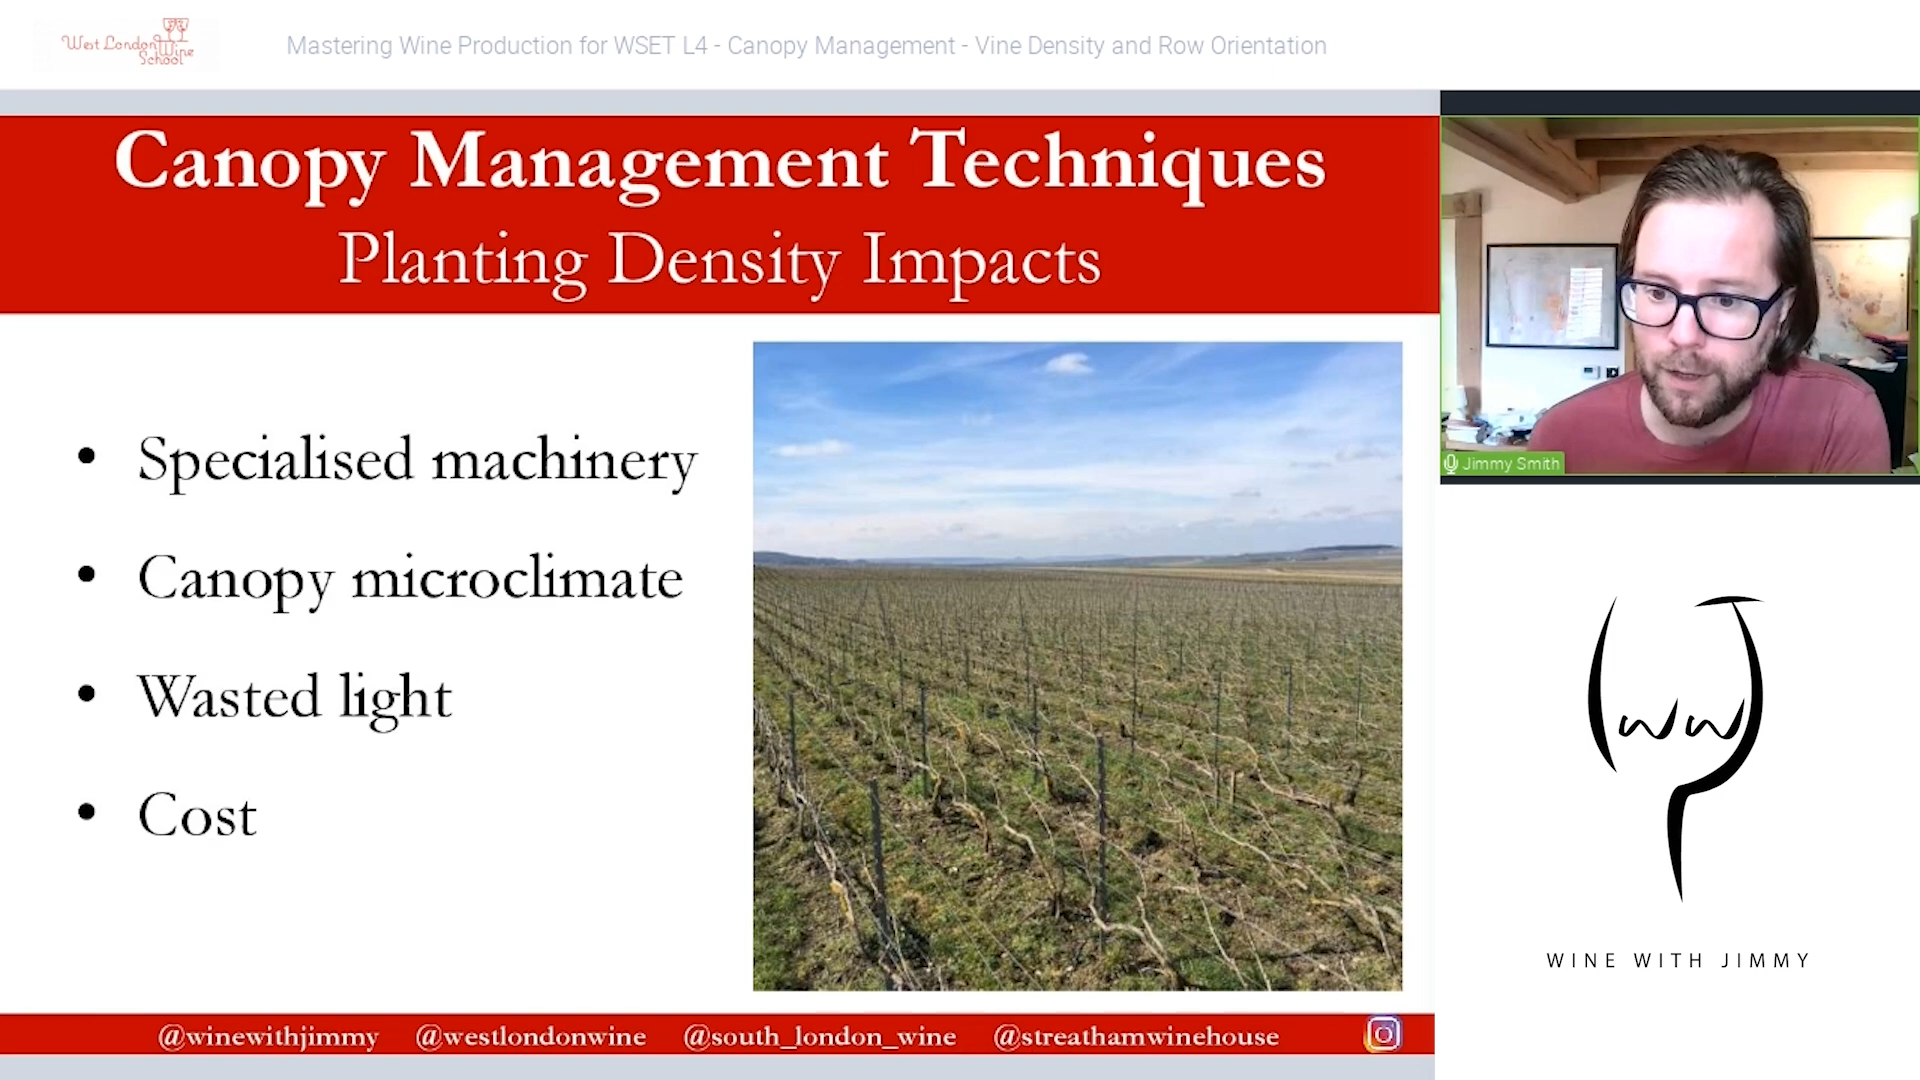 West London Wine School
Mastering Wine Production for WSET L4 - Canopy Management - Vine Density and Row Orientation
Canopy Management Techniques
Planting Density Impacts
• Specialised machinery
• Canopy microclimate
• Wasted light
• Cost
@winewithjimmy @westlondonwine @south_london_wine @streathamwinehouse
Jimmy Smith
WINE WITH JIMMY